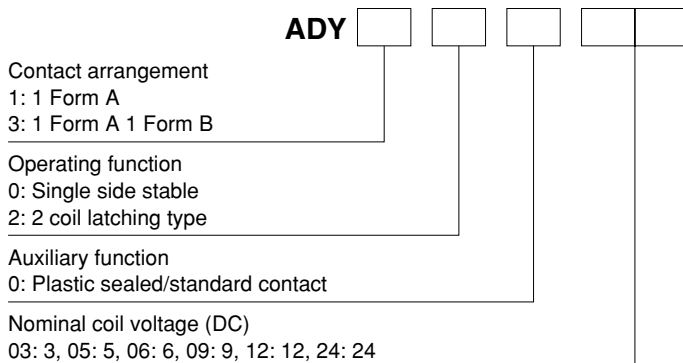 ADY
Contact arrangement
1: 1 Form A
3: 1 Form A 1 Form B
Operating function
0: Single side stable
2: 2 coil latching type
Auxiliary function
0: Plastic sealed/standard contact
Nominal coil voltage (DC)
03: 3, 05: 5, 06: 6, 09: 9, 12: 12, 24: 24